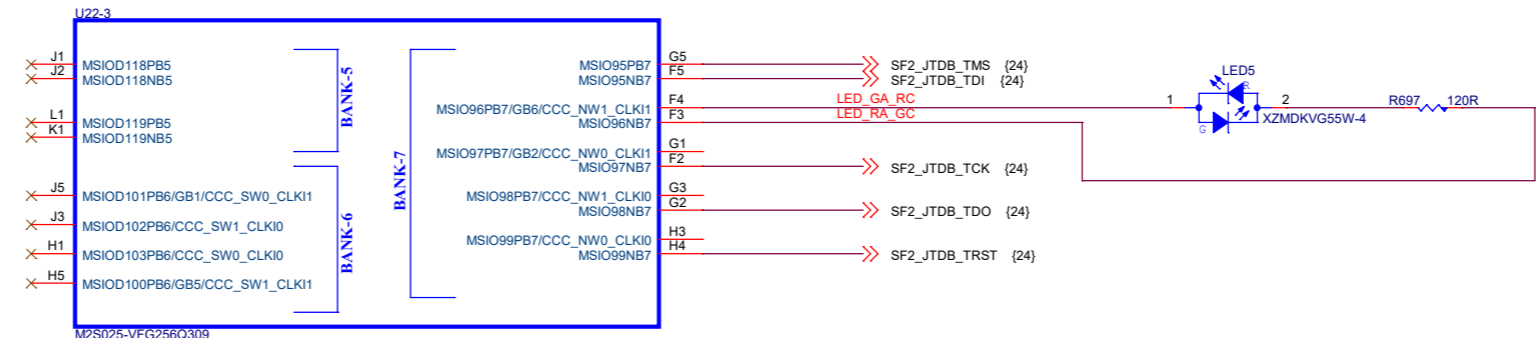 U22-3
J1 MSIOD118PB5
J2 MSIOD118NB5
L1 MSIOD119PB5
K1 MSIOD119NB5
J5 MSIOD101PB6/GB1/CCC_SW0_CLKI1
J3 MSIOD102PB6/CCC_SW1_CLKI0
H1 MSIOD103PB6/CCC_SW0_CLKI0
H5 MSIOD100PB6/GB5/CCC_SW1_CLKI1
BANK-5
BANK-6
BANK-7
MSIO95PB7 G5 SF2_JTDB_TMS {24}
MSIO95NB7 F5 SF2_JTDB_TDI {24}
MSIO96PB7/GB6/CCC_NW1_CLKI1 F4 LED_GA_RC
MSIO96NB7 F3 LED_RA_GC
MSIO97PB7/GB2/CCC_NW0_CLKI1 G1
MSIO97NB7 F2 SF2_JTDB_TCK {24}
MSIO98PB7/CCC_NW1_CLKI0 G3
MSIO98NB7 G2 SF2_JTDB_TDO {24}
MSIO99PB7/CCC_NW0_CLKI0 H3
MSIO99NB7 H4 SF2_JTDB_TRST {24}
LED5
R
1 2
G
XZMDKVG55W-4
R697 120R
M2S025-VFG256Q309